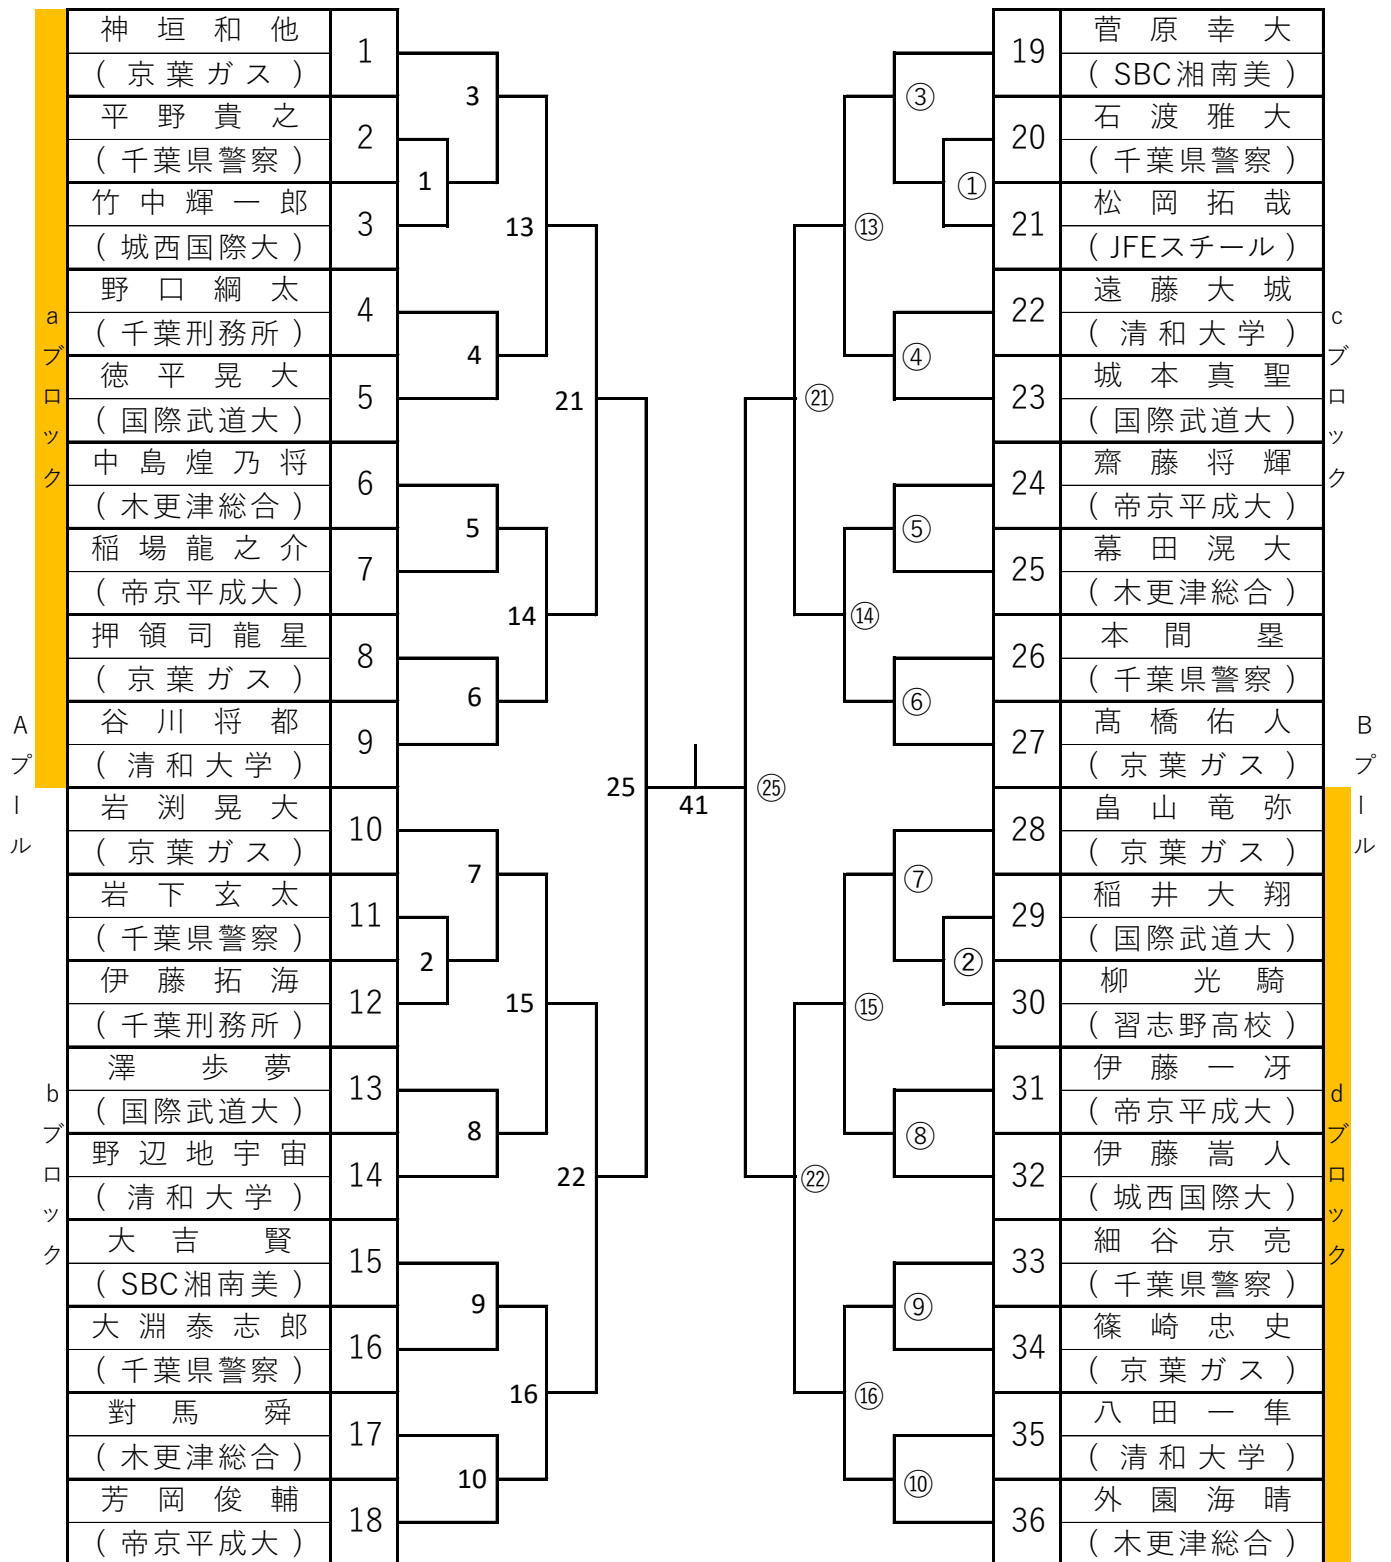 Aプール
aブロック
神垣和他
(京葉ガス)
1
平野貴之
(千葉県警察)
2
竹中輝一郎
(城西国際大)
3
野口綱太
(千葉刑務所)
4
徳平晃大
(国際武道大)
5
中島煌乃将
(木更津総合)
6
稲場龍之介
(帝京平成大)
7
押領司龍星
(京葉ガス)
8
谷川将都
(清和大学)
9
bブロック
岩渕晃大
(京葉ガス)
10
岩下玄太
(千葉県警察)
11
伊藤拓海
(千葉刑務所)
12
澤歩夢
(国際武道大)
13
野辺地宇宙
(清和大学)
14
大吉賢
(SBC湘南美)
15
大淵泰志郎
(千葉県警察)
16
對馬舜
(木更津総合)
17
芳岡俊輔
(帝京平成大)
18
1
2
3
4
5
6
7
8
9
10
13
14
15
16
21
22
25
41
㉕
㉑
㉒
⑬
⑭
⑮
⑯
③
④
⑤
⑥
⑦
⑧
⑨
⑩
①
②
Bプール
cブロック
19
菅原幸大
(SBC湘南美)
20
石渡雅大
(千葉県警察)
21
松岡拓哉
(JFEスチール)
22
遠藤大城
(清和大学)
23
城本真聖
(国際武道大)
24
齋藤将輝
(帝京平成大)
25
幕田滉大
(木更津総合)
26
本間塁
(千葉県警察)
27
髙橋佑人
(京葉ガス)
dブロック
28
畠山竜弥
(京葉ガス)
29
稲井大翔
(国際武道大)
30
柳光騎
(習志野高校)
31
伊藤一冴
(帝京平成大)
32
伊藤嵩人
(城西国際大)
33
細谷京亮
(千葉県警察)
34
篠崎忠史
(京葉ガス)
35
八田一隼
(清和大学)
36
外園海晴
(木更津総合)